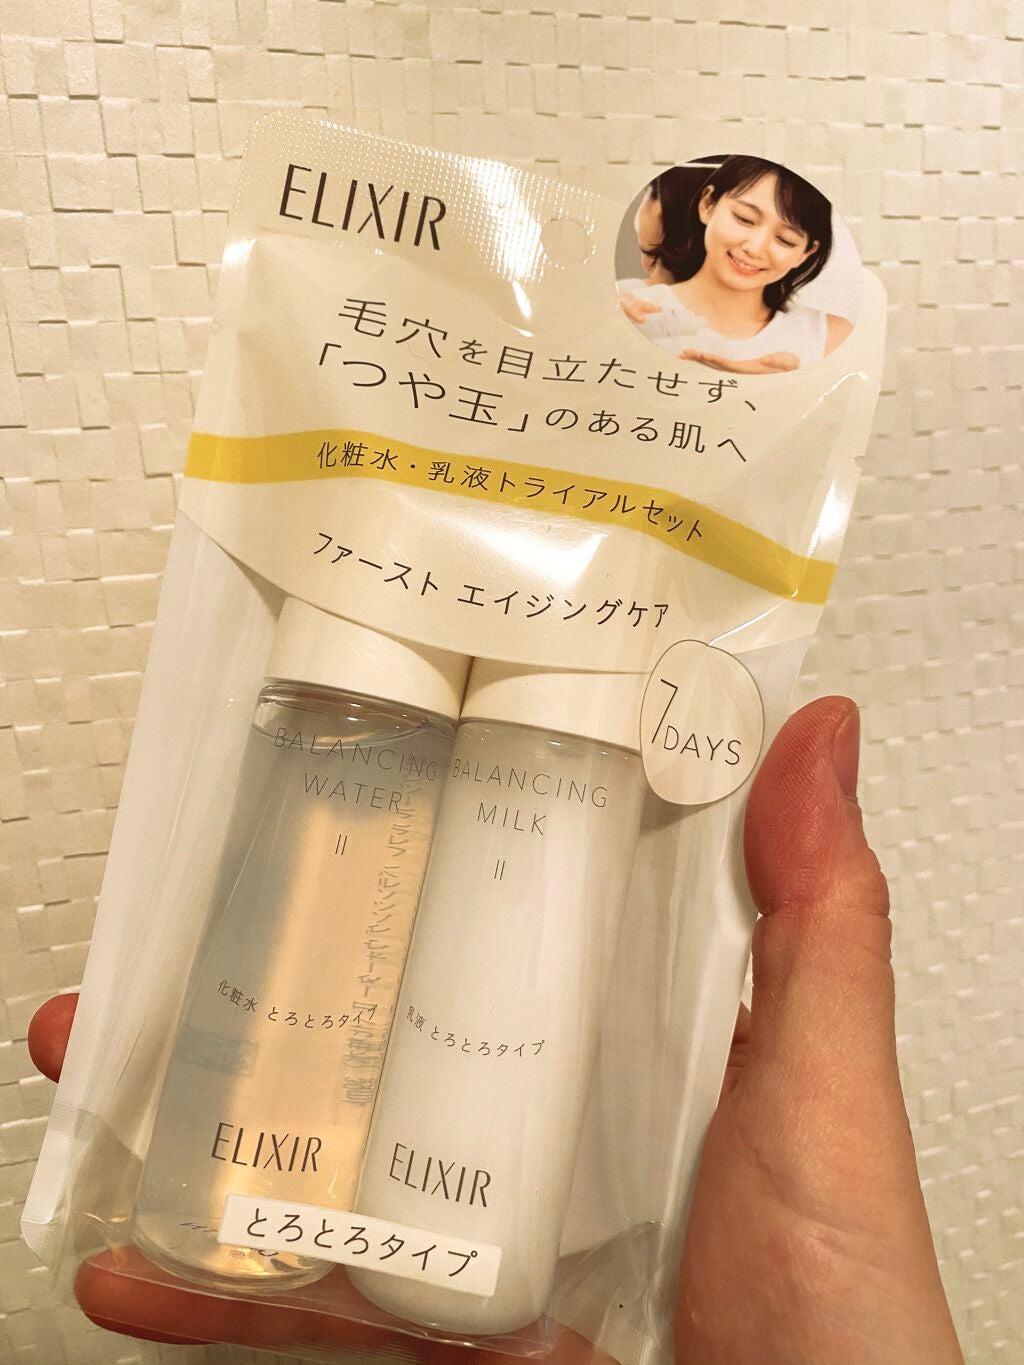 ELIXIR
毛穴を目立たせず、
「つや玉」のある肌へ
化粧水・乳液トライアルセット
ファースト エイジングケア
7DAYS
BALANCING
WATER
II
化粧水 とろとろタイプ
ELIXIR
BALANCING
MILK
II
乳液 とろとろタイプ
ELIXIR
とろとろタイプ